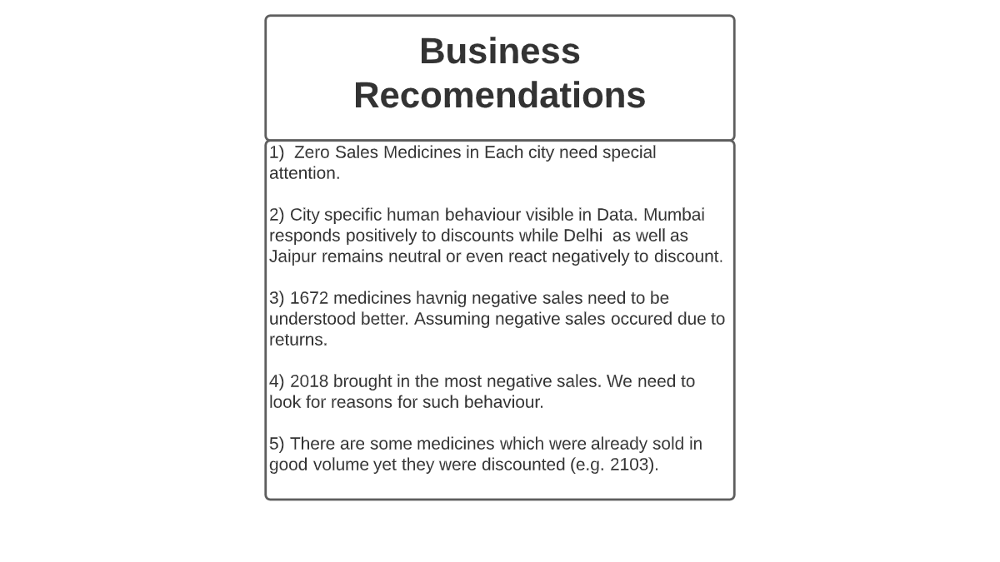 Business
Recomendations
1)  Zero Sales Medicines in Each city need special
attention.
2) City specific human behaviour visible in Data. Mumbai
responds positively to discounts while Delhi  as well as
Jaipur remains neutral or even react negatively to discount.
3) 1672 medicines havnig negative sales need to be
understood better. Assuming negative sales occured due to
returns.
4) 2018 brought in the most negative sales. We need to
look for reasons for such behaviour.
5) There are some medicines which were already sold in
good volume yet they were discounted (e.g. 2103).